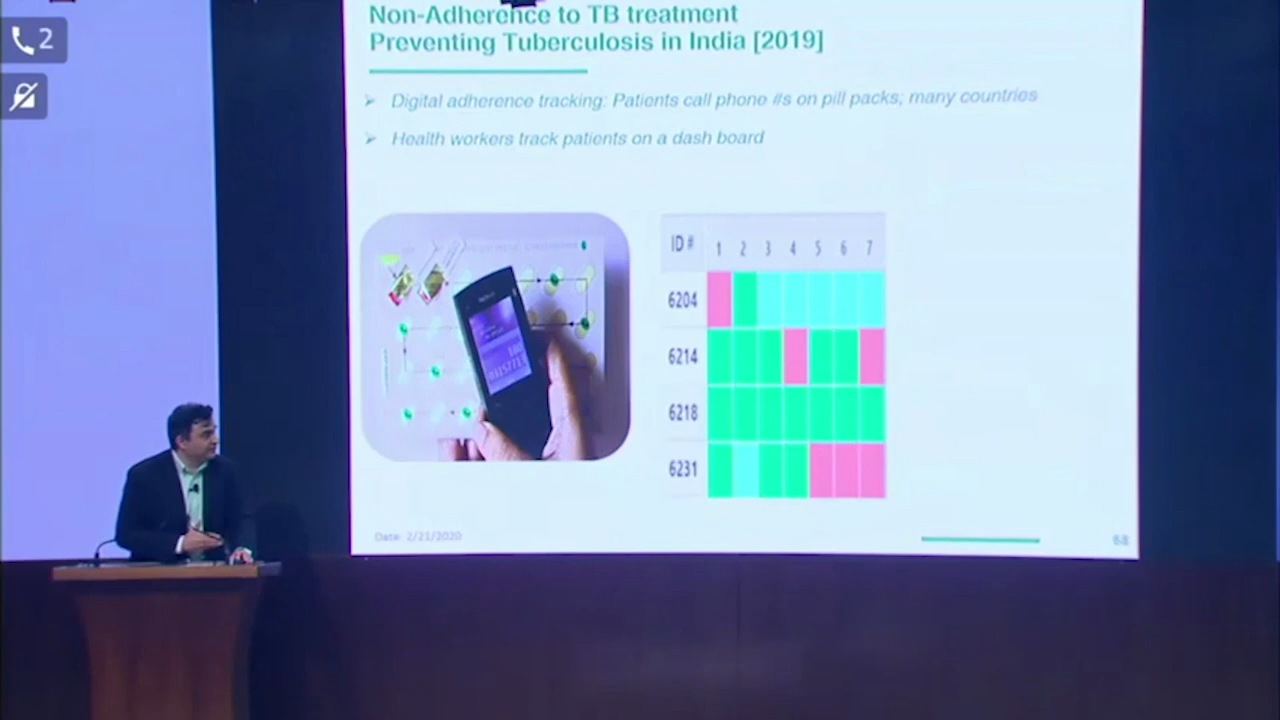 2
Non-Adherence to TB treatment
Preventing Tuberculosis in India [2019]
➢ Digital adherence tracking: Patients call phone #s on pill packs; many countries
➢ Health workers track patients on a dash board
ID # 1 2 3 4 5 6 7
6204
6214
6218
6231
NOKIA
Date: 2/21/2020
68